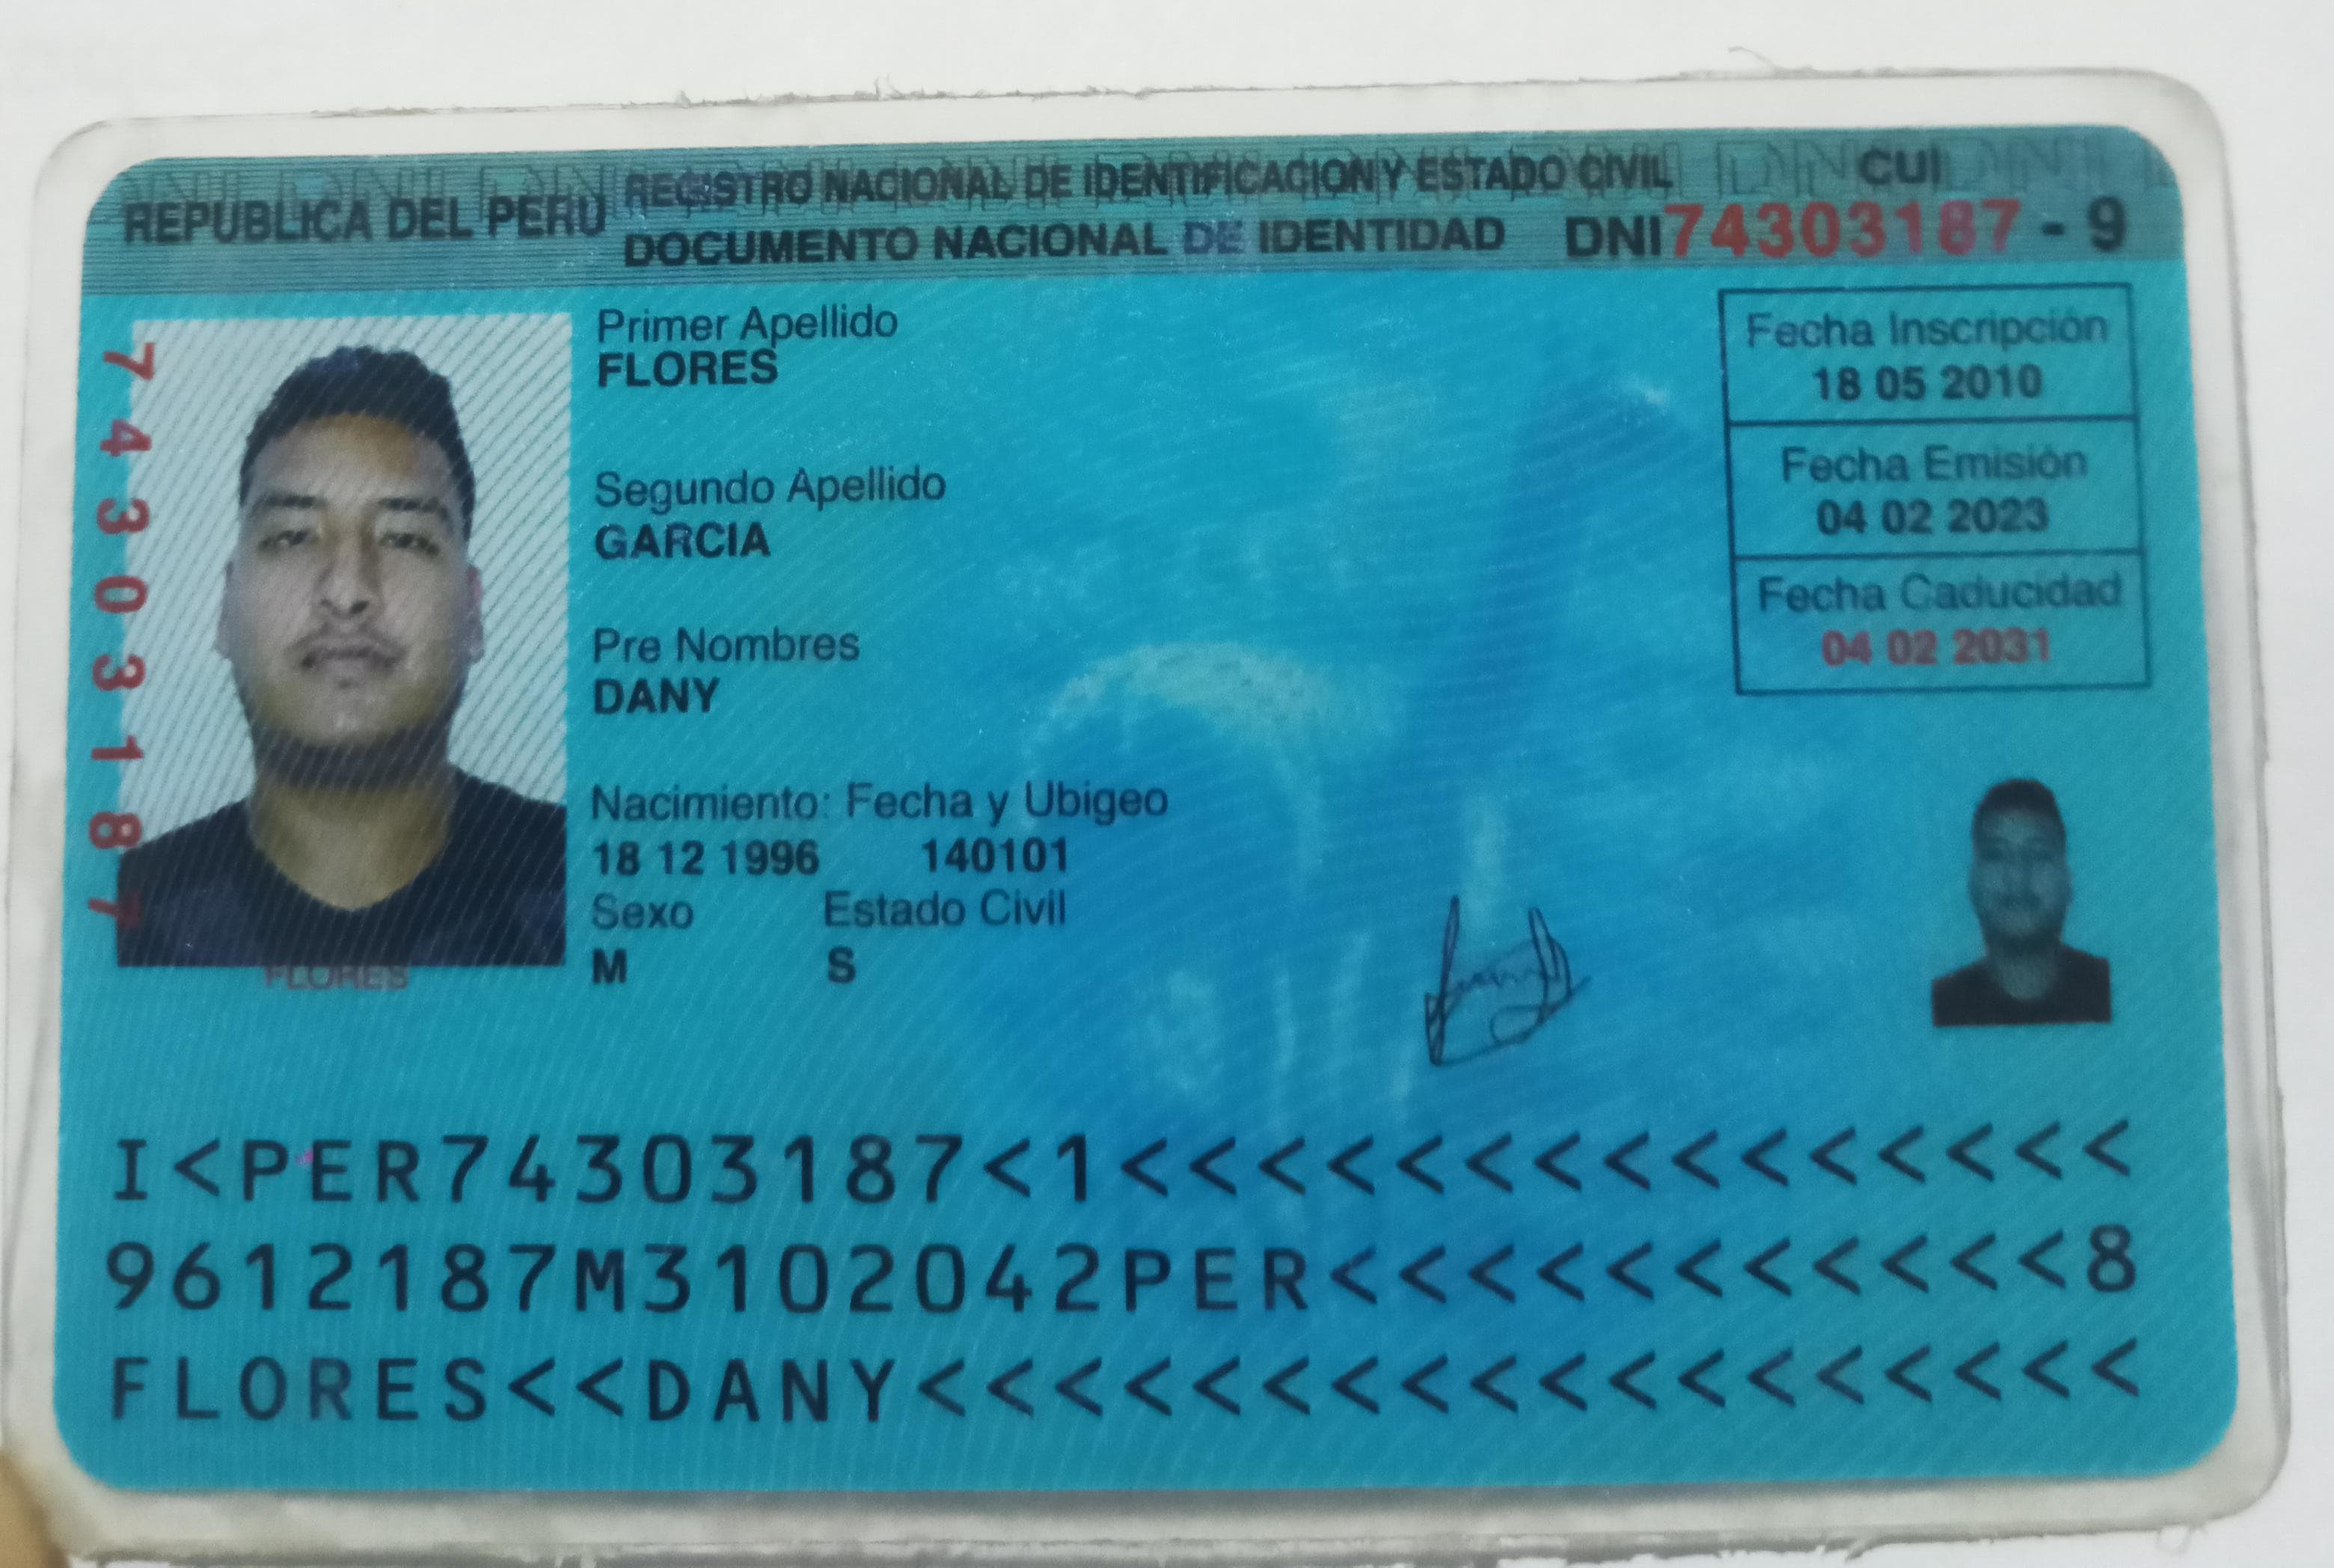 REPUBLICA DEL PERU
REGISTRO NACIONAL DE IDENTIFICACION Y ESTADO CIVIL
DOCUMENTO NACIONAL DE IDENTIDAD
CUI
DNI 74303187 - 9
74303187
Primer Apellido
FLORES
Segundo Apellido
GARCIA
Pre Nombres
DANY
Nacimiento: Fecha y Ubigeo
18 12 1996 140101
Sexo Estado Civil
M S
FLORES
Fecha Inscripción
18 05 2010
Fecha Emisión
04 02 2023
Fecha Caducidad
04 02 2031
I<PER74303187<1<<<<<<<<<<<<<<<
9612187M3102042PER<<<<<<<<<<<8
FLORES<<DANY<<<<<<<<<<<<<<<<<<